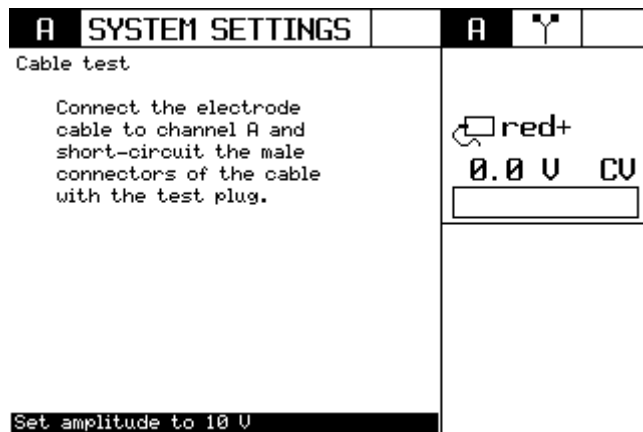 A SYSTEM SETTINGS
A
Cable test
Connect the electrode
cable to channel A and
short-circuit the male
connectors of the cable
with the test plug.
red+
0.0 V CV
Set amplitude to 10 V